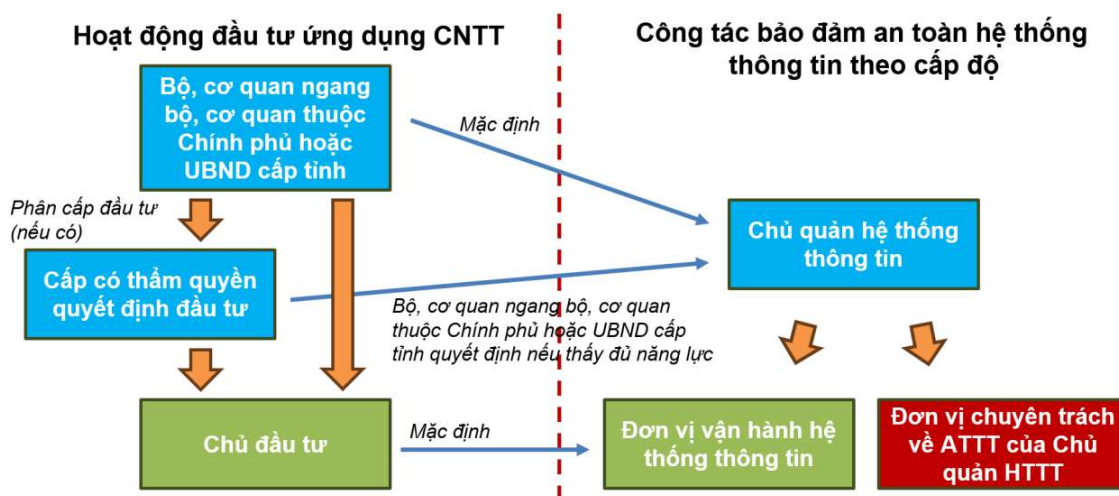 Hoạt động đầu tư ứng dụng CNTT
Công tác bảo đảm an toàn hệ thống
thông tin theo cấp độ
Bộ, cơ quan ngang
bộ, cơ quan thuộc
Chính phủ hoặc
UBND cấp tỉnh
Mặc định
Phân cấp đầu tư
(nếu có)
Chủ quản hệ thống
thông tin
Cấp có thẩm quyền
quyết định đầu tư
Bộ, cơ quan ngang bộ, cơ quan
thuộc Chính phủ hoặc UBND cấp
tỉnh quyết định nếu thấy đủ năng lực
Chủ đầu tư
Mặc định
Đơn vị vận hành hệ
thống thông tin
Đơn vị chuyên trách
về ATTT của Chủ
quản HTTT